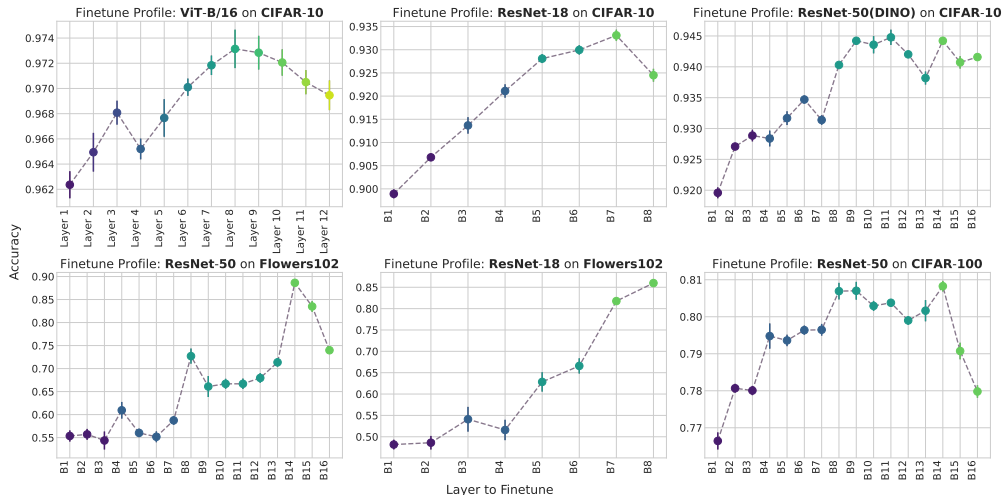 Finetune Profile: ViT-B/16 on CIFAR-10
0.974
0.972
0.970
0.968
0.966
0.964
0.962
Layer 1
Layer 2
Layer 3
Layer 4
Layer 5
Layer 6
Layer 7
Layer 8
Layer 9
Layer 10
Layer 11
Layer 12
Finetune Profile: ResNet-18 on CIFAR-10
0.935
0.930
0.925
0.920
0.915
0.910
0.905
0.900
B1
B2
B3
B4
B5
B6
B7
B8
Finetune Profile: ResNet-50(DINO) on CIFAR-10
0.945
0.940
0.935
0.930
0.925
0.920
B1
B2
B3
B4
B5
B6
B7
B8
B9
B10
B11
B12
B13
B14
B15
B16
Accuracy
Finetune Profile: ResNet-50 on Flowers102
0.90
0.85
0.80
0.75
0.70
0.65
0.60
0.55
B1
B2
B3
B4
B5
B6
B7
B8
B9
B10
B11
B12
B13
B14
B15
B16
Finetune Profile: ResNet-18 on Flowers102
0.85
0.80
0.75
0.70
0.65
0.60
0.55
0.50
B1
B2
B3
B4
B5
B6
B7
B8
Finetune Profile: ResNet-50 on CIFAR-100
0.81
0.80
0.79
0.78
0.77
B1
B2
B3
B4
B5
B6
B7
B8
B9
B10
B11
B12
B13
B14
B15
B16
Layer to Finetune